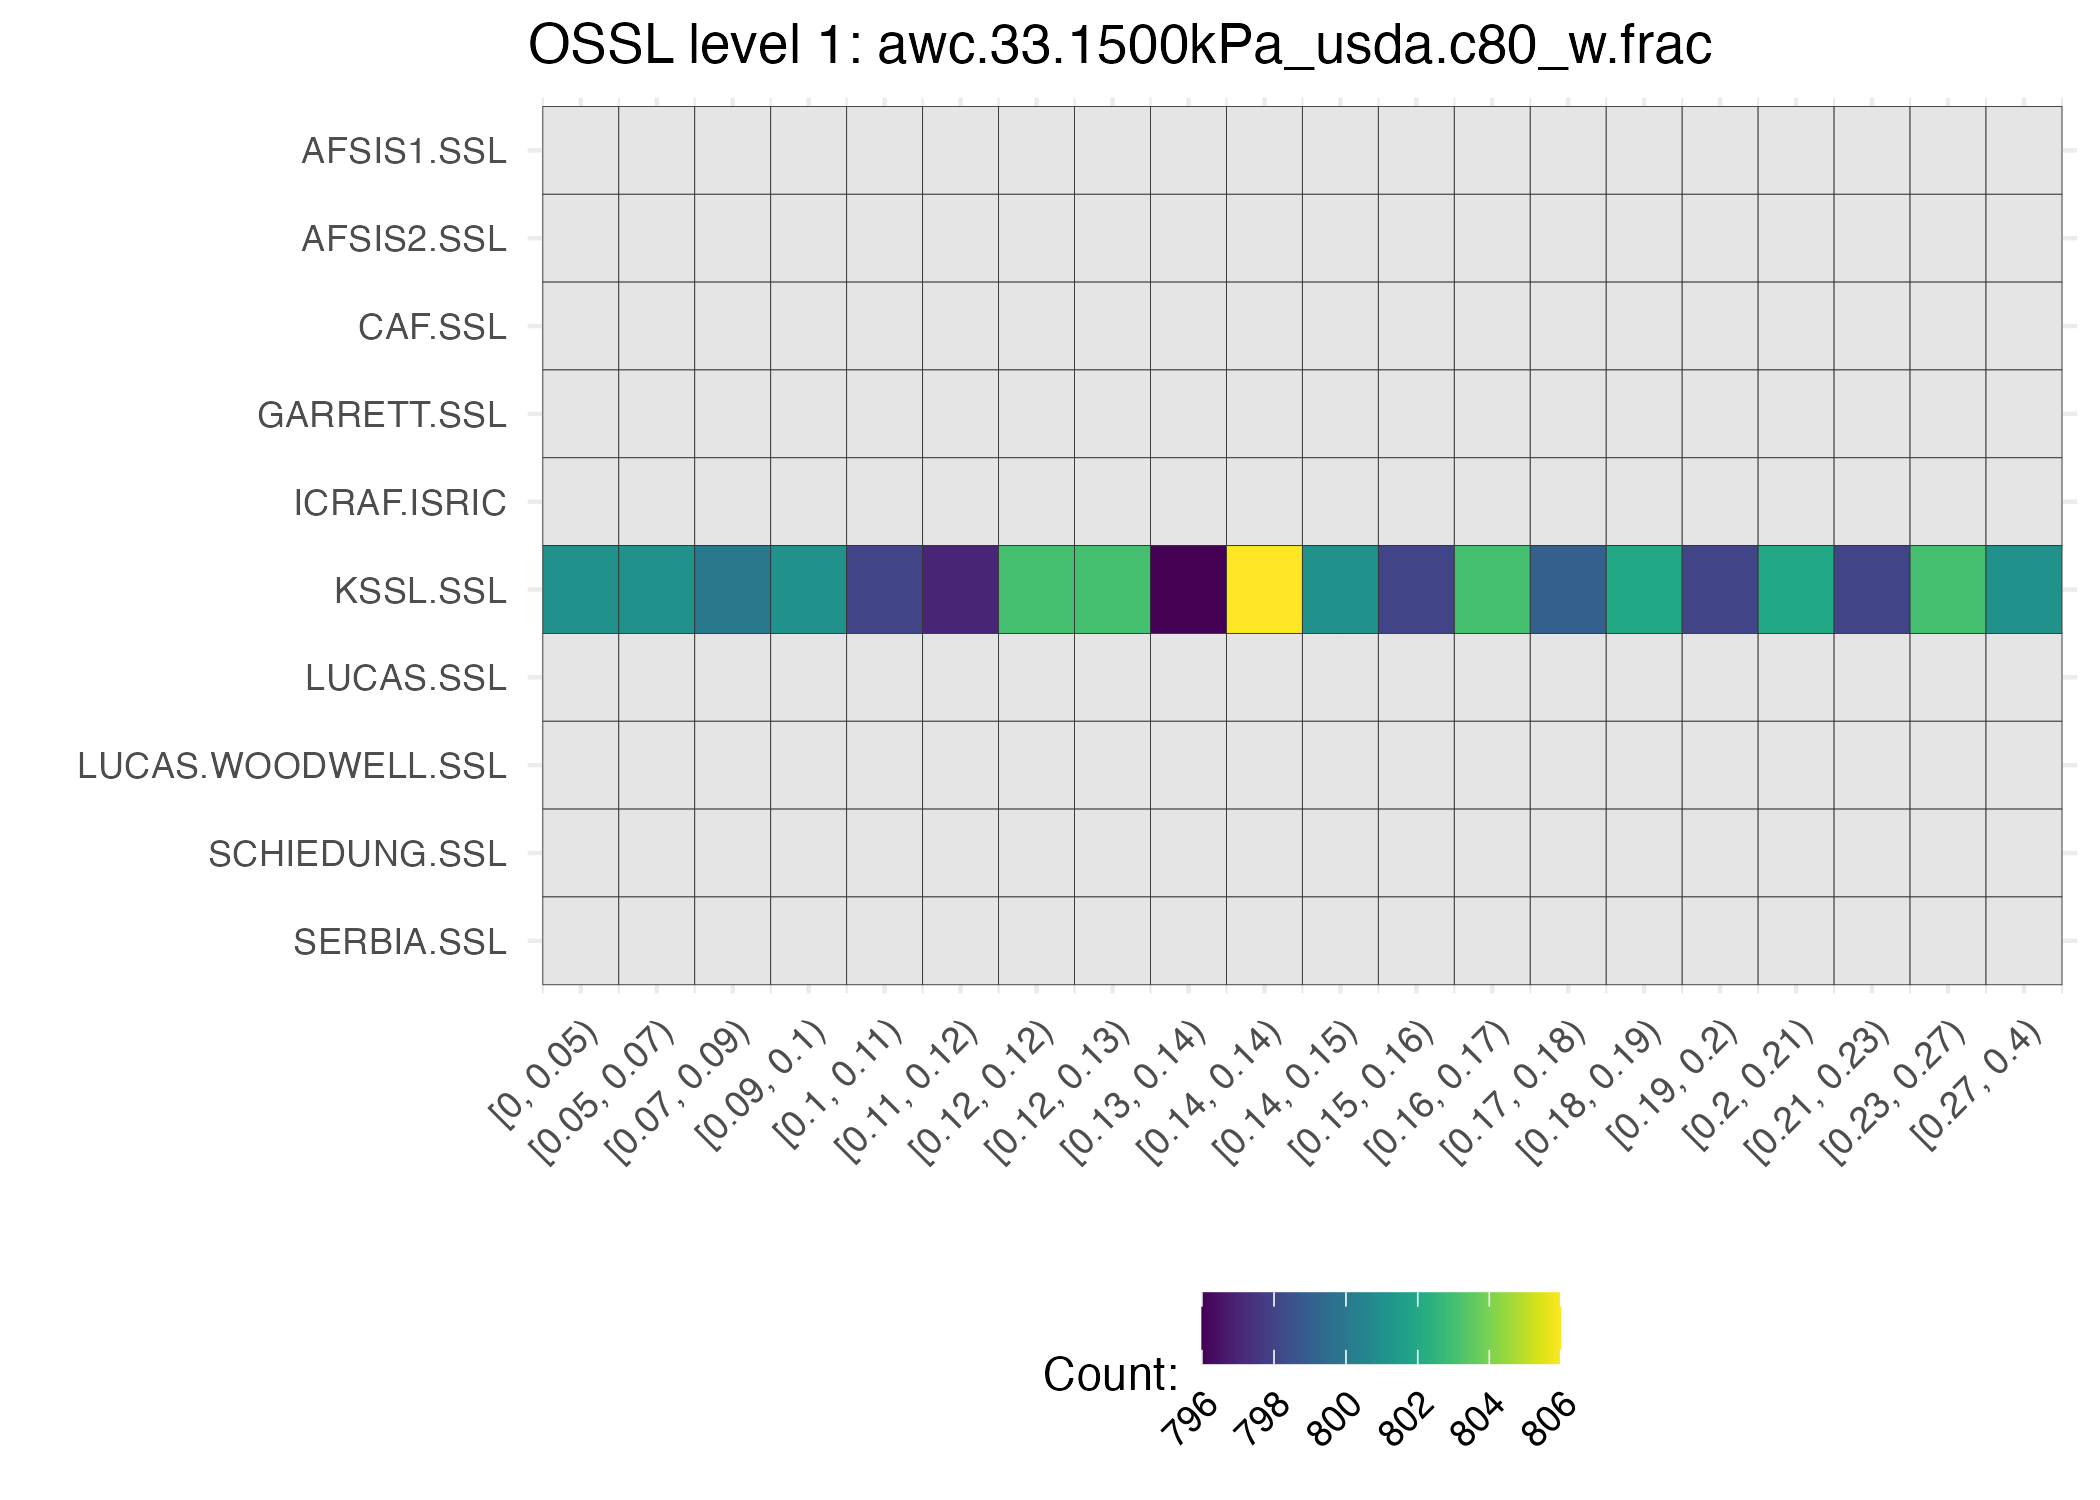 OSSL level 1: awc.33.1500kPa_usda.c80_w.frac
AFSIS1.SSL
AFSIS2.SSL
CAF.SSL
GARRETT.SSL
ICRAF.ISRIC
KSSL.SSL
LUCAS.SSL
LUCAS.WOODWELL.SSL
SCHIEDUNG.SSL
SERBIA.SSL
[0, 0.05)
[0.05, 0.07)
[0.07, 0.09)
[0.09, 0.1)
[0.1, 0.11)
[0.11, 0.12)
[0.12, 0.12)
[0.12, 0.13)
[0.13, 0.14)
[0.14, 0.14)
[0.14, 0.15)
[0.15, 0.16)
[0.16, 0.17)
[0.17, 0.18)
[0.18, 0.19)
[0.19, 0.2)
[0.2, 0.21)
[0.21, 0.23)
[0.23, 0.27)
[0.27, 0.4)
Count:
796
798
800
802
804
806